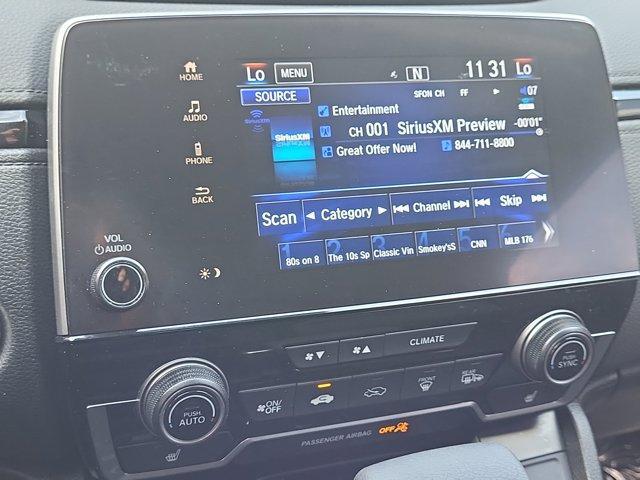 Lo MENU N 11 31 Lo
HOME
SOURCE
SFON CH FF 07
Entertainment
AUDIO
SiriusXM
SiriusXM
CH 001 SiriusXM Preview -00'01"
Great Offer Now! 844-711-8800
PHONE
BACK
Scan Category Channel Skip
1 80s on 8
2 The 10s Sp
3 Classic Vin
4 Smokey'sS
5 CNN
6 MLB 176
VOL
AUDIO
CLIMATE
PUSH
SYNC
ON/
OFF
FRONT
REAR
PUSH
AUTO
PASSENGER AIRBAG OFF